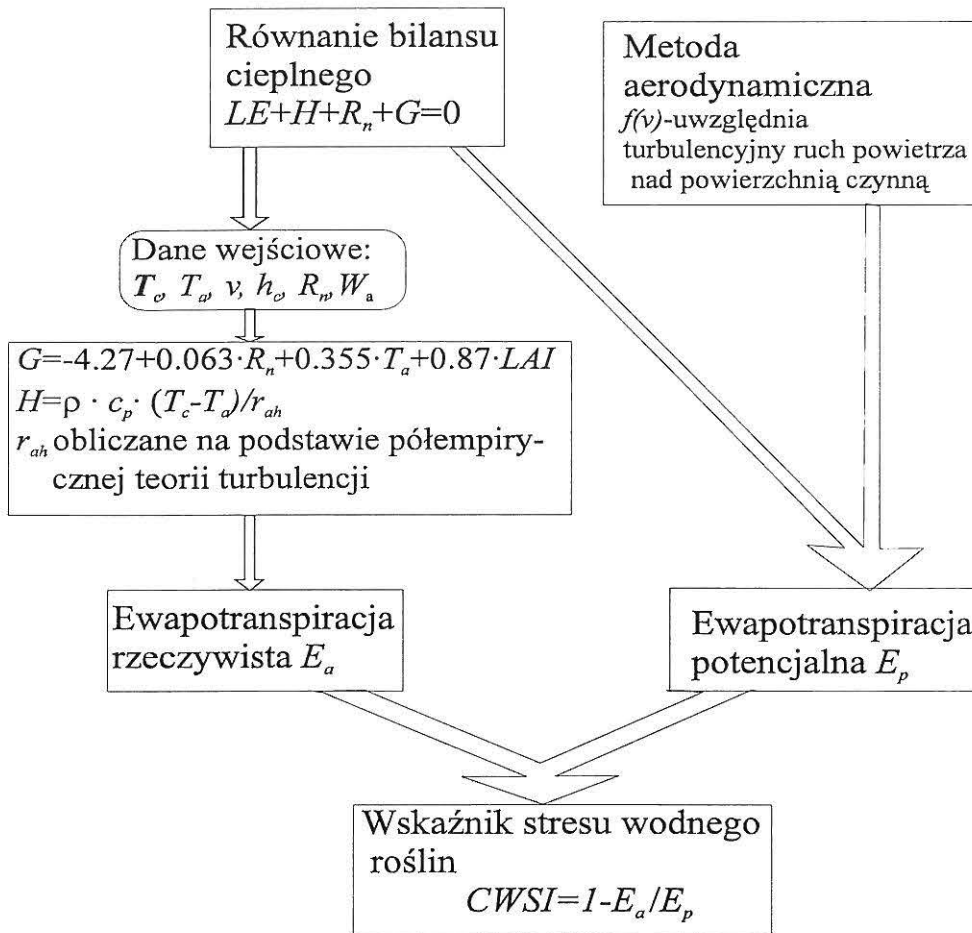 Równanie bilansu
cieplnego
LE+H+Rn+G=0
Metoda
aerodynamiczna
f(v)-uwzględnia
turbulencyjny ruch powietrza
nad powierzchnią czynną
Dane wejściowe:
Tc, Ta, v, hc, Rn, Wa
G=-4.27+0.063·Rn+0.355·Ta+0.87·LAI
H=ρ · cp· (Tc-Ta)/rah
rah obliczane na podstawie półempiry-
cznej teorii turbulencji
Ewapotranspiracja
rzeczywista Ea
Ewapotranspiracja
potencjalna Ep
Wskaźnik stresu wodnego
roślin
CWSI=1-Ea/Ep